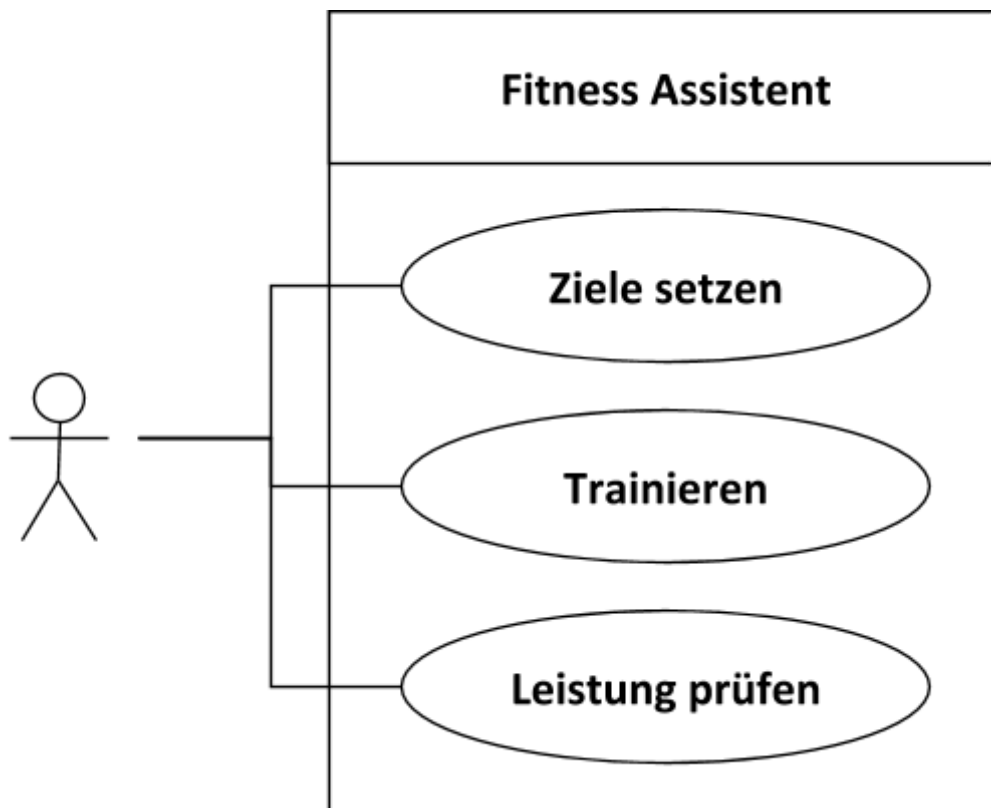 Fitness Assistent
Ziele setzen
Trainieren
Leistung prüfen